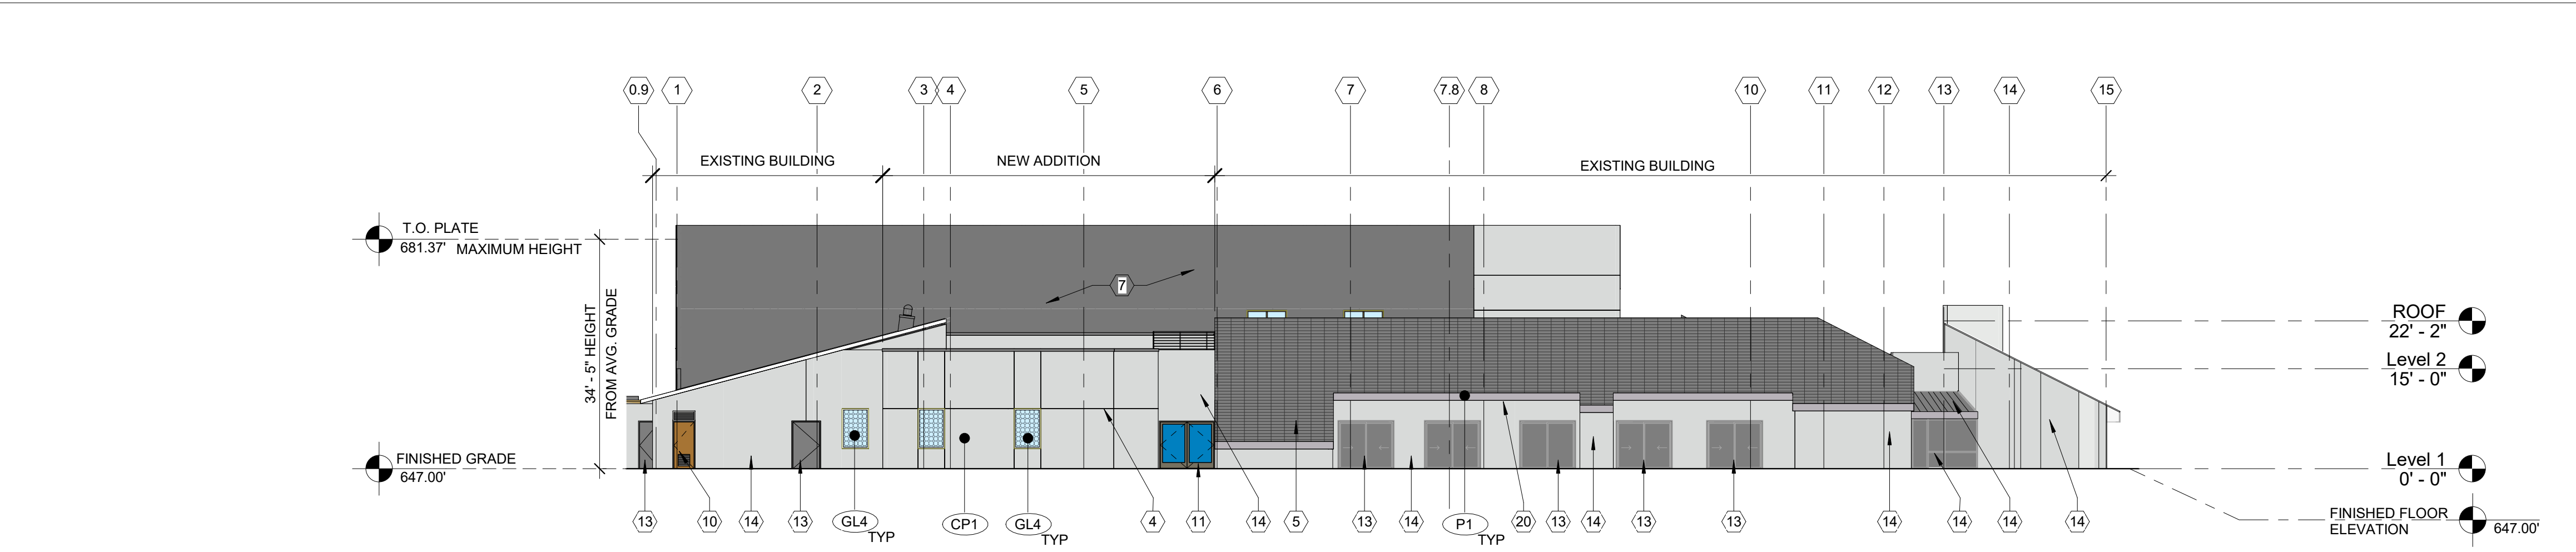 0.9 1 2 3 4 5 6 7 7.8 8 10 11 12 13 14 15
EXISTING BUILDING NEW ADDITION EXISTING BUILDING
T.O. PLATE
681.37' MAXIMUM HEIGHT
7
34' - 5" HEIGHT
FROM AVG. GRADE
ROOF
22' - 2"
Level 2
15' - 0"
FINISHED GRADE
647.00'
Level 1
0' - 0"
13 10 14 13 GL4 CP1 GL4 4 11 14 5 13 14 P1 20 13 14 13 13 14 14 14 14
TYP TYP TYP
FINISHED FLOOR
ELEVATION 647.00'